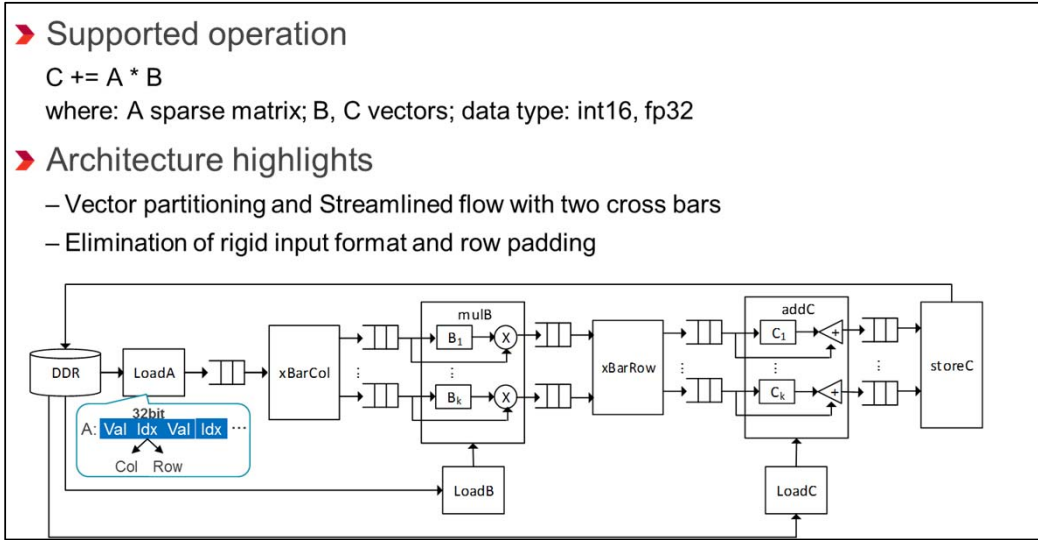 Supported operation
C += A * B
where: A sparse matrix; B, C vectors; data type: int16, fp32
Architecture highlights
– Vector partitioning and Streamlined flow with two cross bars
– Elimination of rigid input format and row padding
DDR
LoadA
xBarCol
mulB
B1
X
⋮
Bk
X
xBarRow
addC
C1
+
⋮
Ck
+
storeC
32bit
A: Val Idx Val Idx ···
Col Row
LoadB
LoadC